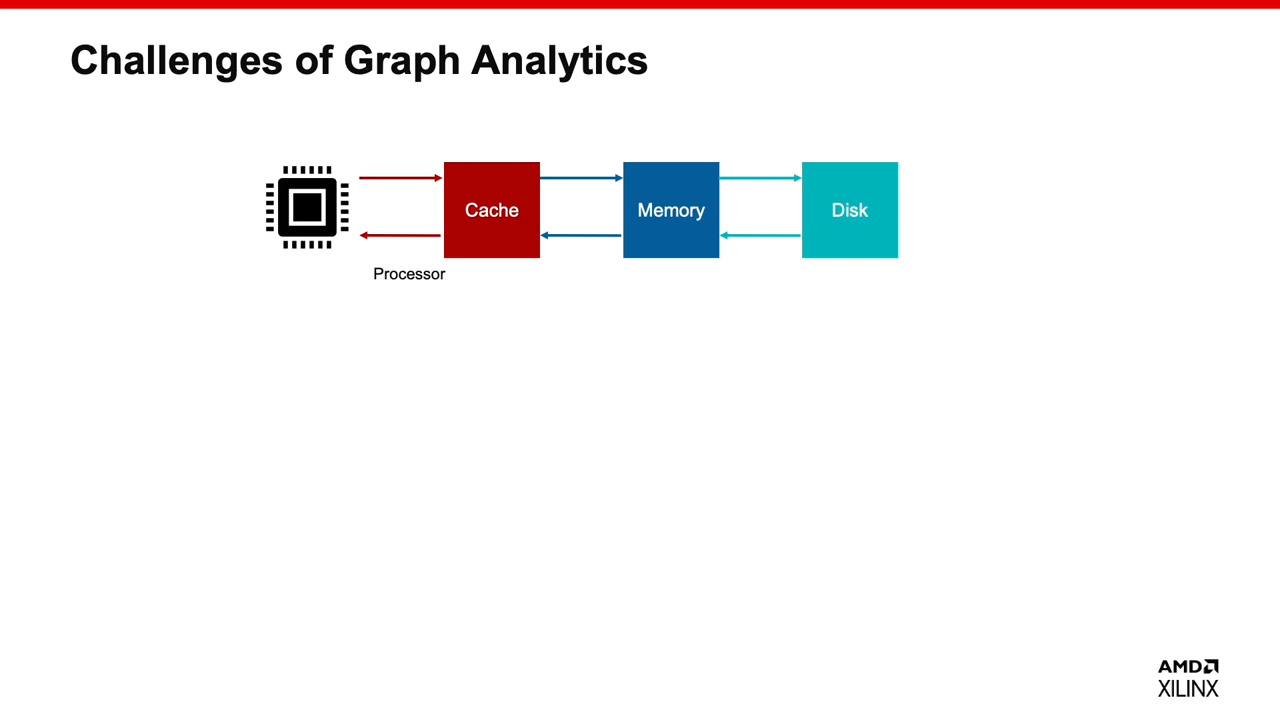 Challenges of Graph Analytics
Cache
Memory
Disk
Processor
AMD
XILINX